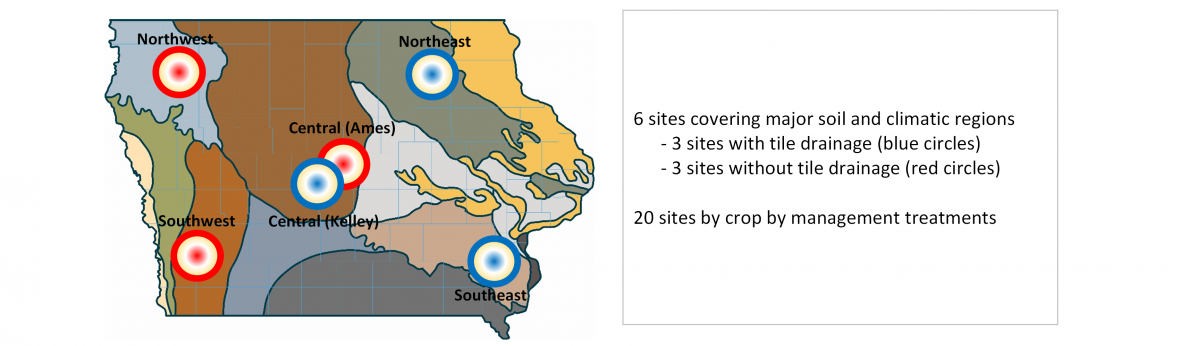 Northwest
Northeast
Central (Ames)
Southwest
Central (Kelley)
Southeast
6 sites covering major soil and climatic regions
- 3 sites with tile drainage (blue circles)
- 3 sites without tile drainage (red circles)
20 sites by crop by management treatments